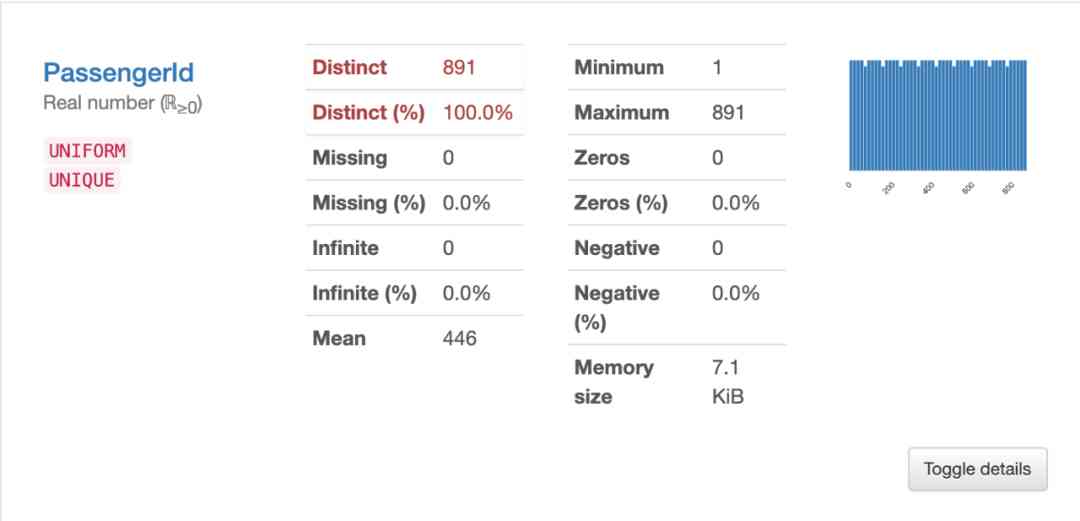 PassengerId
Real number (ℝ≥0)
UNIFORM
UNIQUE
Distinct 891
Distinct (%) 100.0%
Missing 0
Missing (%) 0.0%
Infinite 0
Infinite (%) 0.0%
Mean 446
Minimum 1
Maximum 891
Zeros 0
Zeros (%) 0.0%
Negative 0
Negative 0.0%
(%)
Memory 7.1
size KiB
0 200 400 600 800
Toggle details